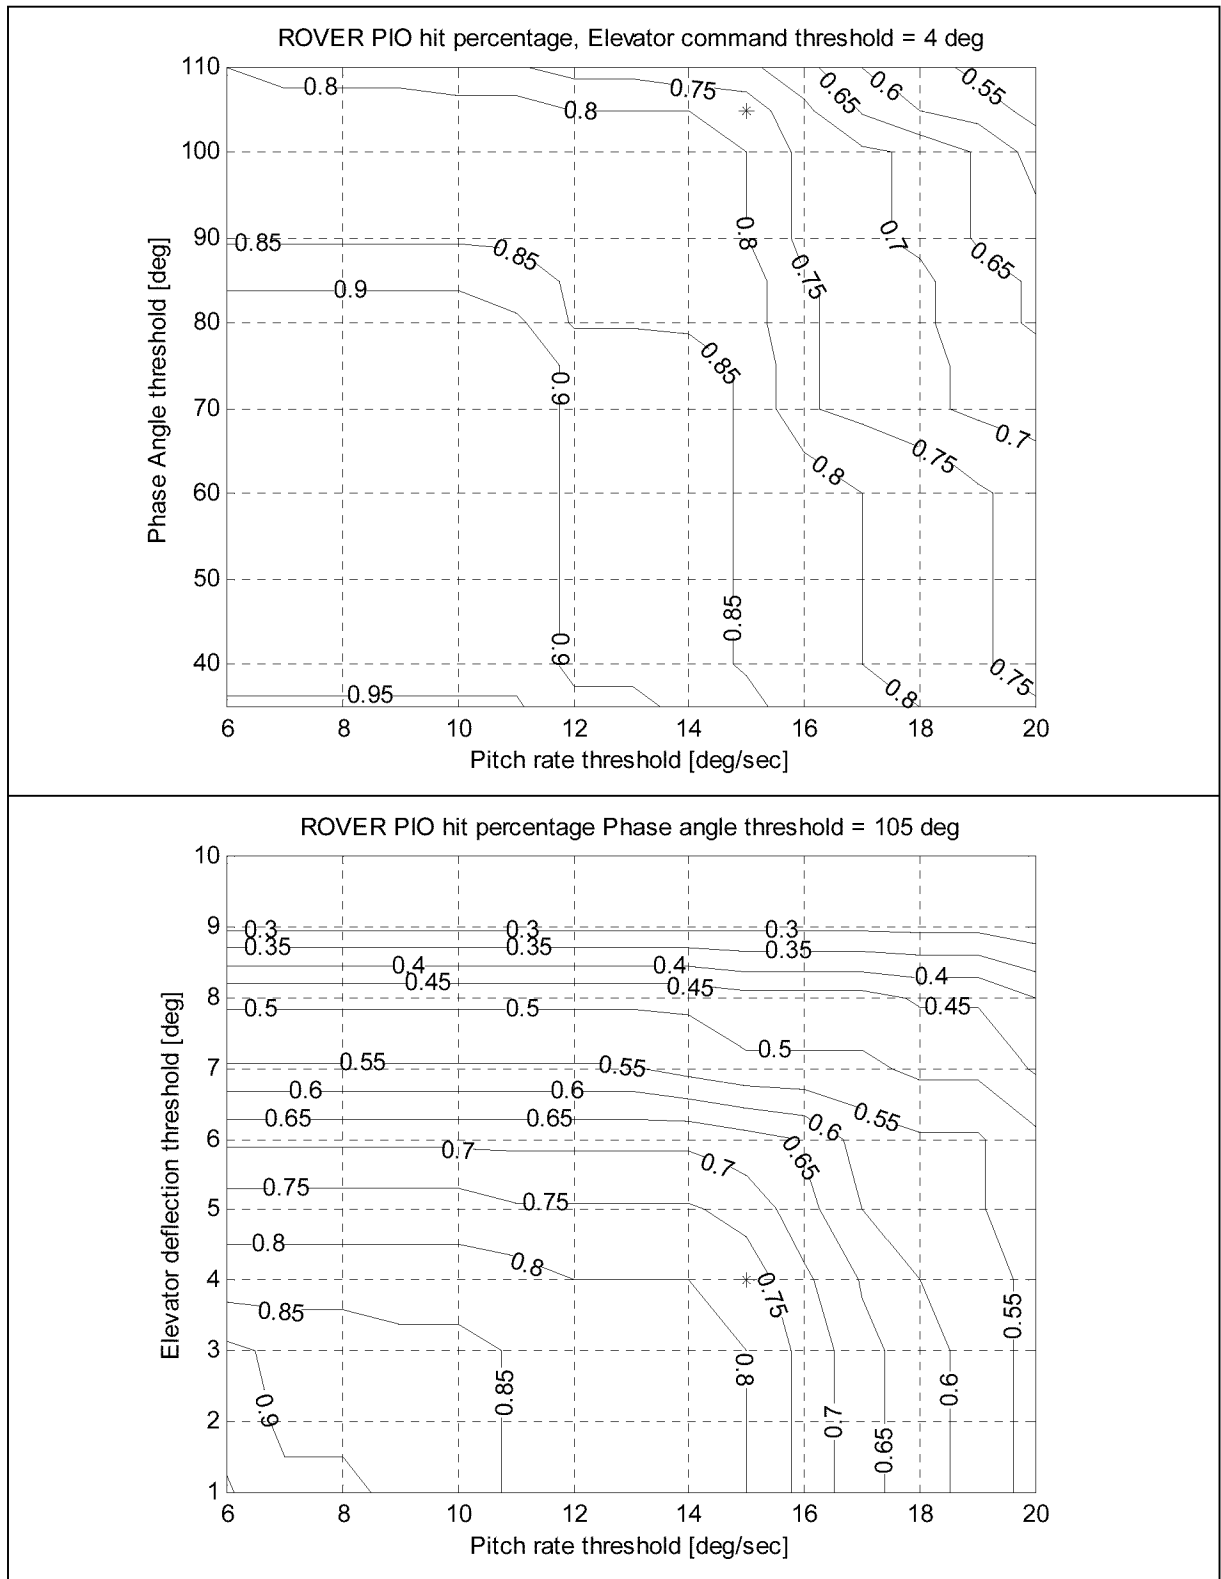 ROVER PIO hit percentage, Elevator command threshold = 4 deg
110
100
90
80
70
60
50
40
Phase Angle threshold [deg]
0.8
0.8
0.75
0.65
0.6
0.55
0.85
0.85
0.9
0.8
0.75
0.7
0.65
0.9
0.85
0.8
0.75
0.7
0.85
0.9
0.95
0.8
0.75
6 8 10 12 14 16 18 20
Pitch rate threshold [deg/sec]
ROVER PIO hit percentage Phase angle threshold = 105 deg
10
9
8
7
6
5
4
3
2
1
Elevator deflection threshold [deg]
0.3 0.3 0.3
0.35 0.35 0.35
0.4 0.4 0.4
0.45 0.45 0.45
0.5 0.5 0.5
0.55 0.55 0.55
0.6 0.6 0.6
0.65 0.65 0.65
0.7 0.7
0.75 0.75
0.8 0.8 0.75
0.85 0.55
0.9 0.85 0.8 0.7 0.65 0.6
6 8 10 12 14 16 18 20
Pitch rate threshold [deg/sec]